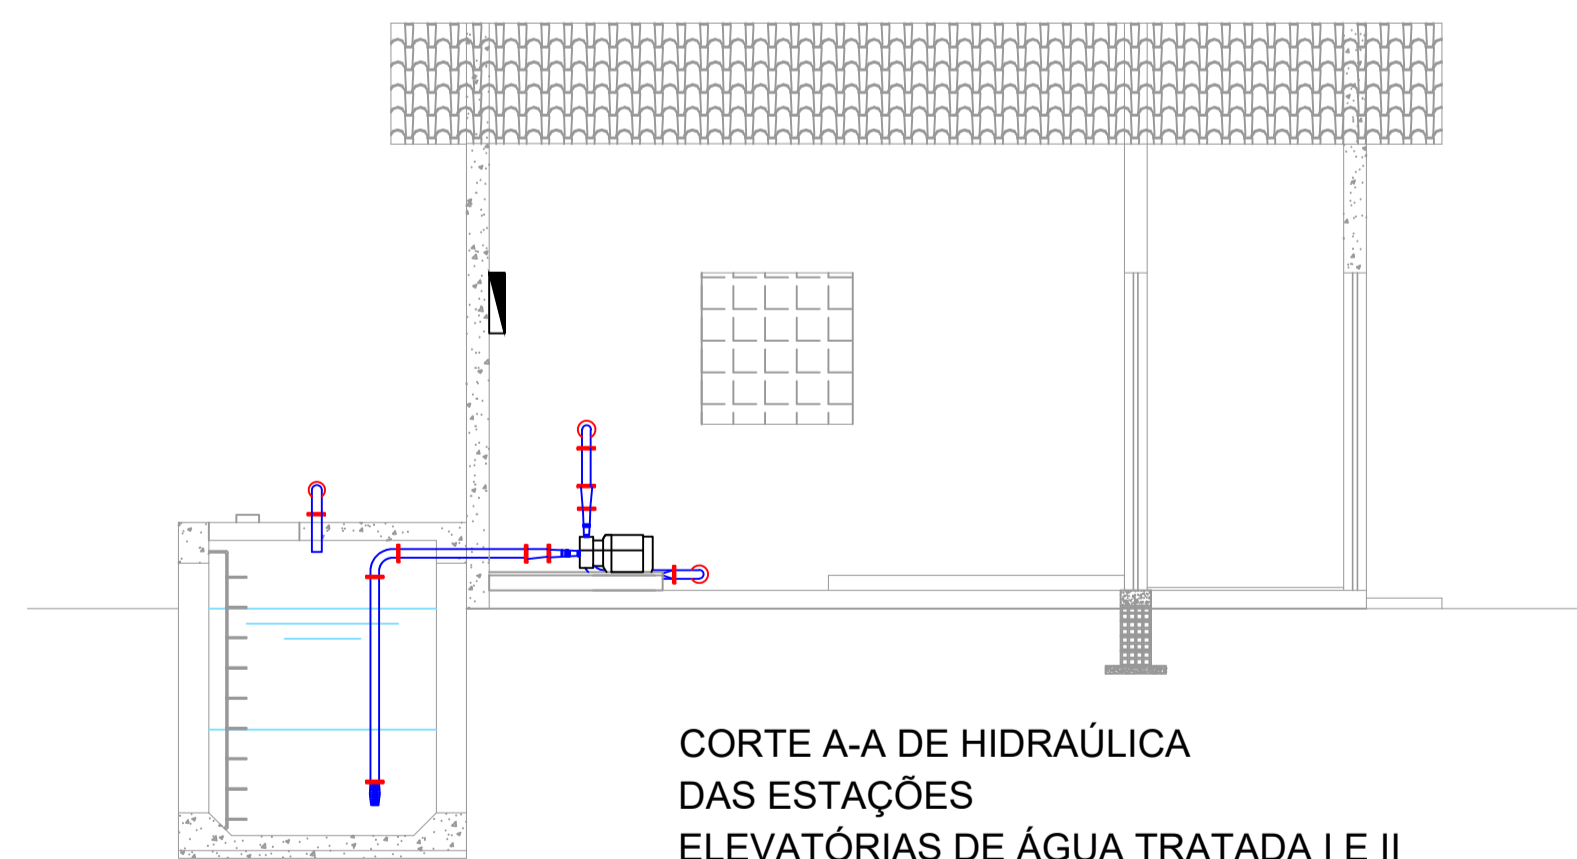 CORTE A-A DE HIDRAÚLICA
DAS ESTAÇÕES
ELEVATÓRIAS DE ÁGUA TRATADA I E II